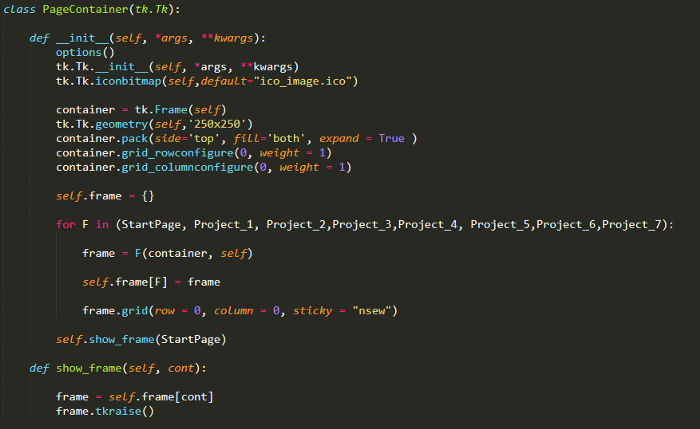 class PageContainer(tk.Tk):
def __init__(self, *args, **kwargs):
options()
tk.Tk.__init__(self, *args, **kwargs)
tk.Tk.iconbitmap(self,default="ico_image.ico")
container = tk.Frame(self)
tk.Tk.geometry(self,'250x250')
container.pack(side='top', fill='both', expand = True )
container.grid_rowconfigure(0, weight = 1)
container.grid_columnconfigure(0, weight = 1)
self.frame = {}
for F in (StartPage, Project_1, Project_2,Project_3,Project_4, Project_5,Project_6,Project_7):
frame = F(container, self)
self.frame[F] = frame
frame.grid(row = 0, column = 0, sticky = "nsew")
self.show_frame(StartPage)
def show_frame(self, cont):
frame = self.frame[cont]
frame.tkraise()